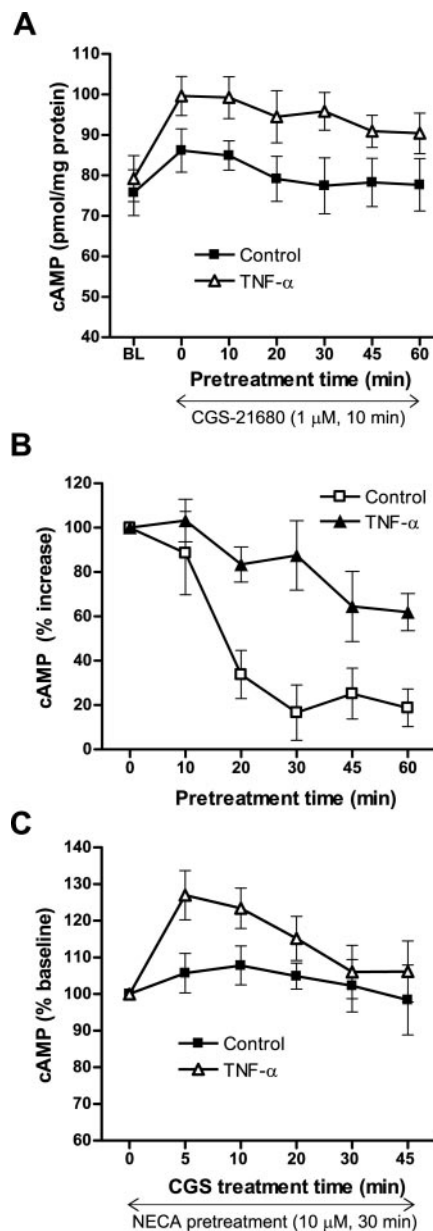 A
110
100
90
80
70
60
50
40
cAMP (pmol/mg protein)
Control
TNF-α
BL 0 10 20 30 45 60
Pretreatment time (min)
CGS-21680 (1 μM, 10 min)
B
120
100
80
60
40
20
0
cAMP (% increase)
Control
TNF-α
0 10 20 30 45 60
Pretreatment time (min)
C
140
130
120
110
100
90
80
70
60
cAMP (% baseline)
Control
TNF-α
0 5 10 20 30 45
CGS treatment time (min)
NECA pretreatment (10 μM, 30 min)